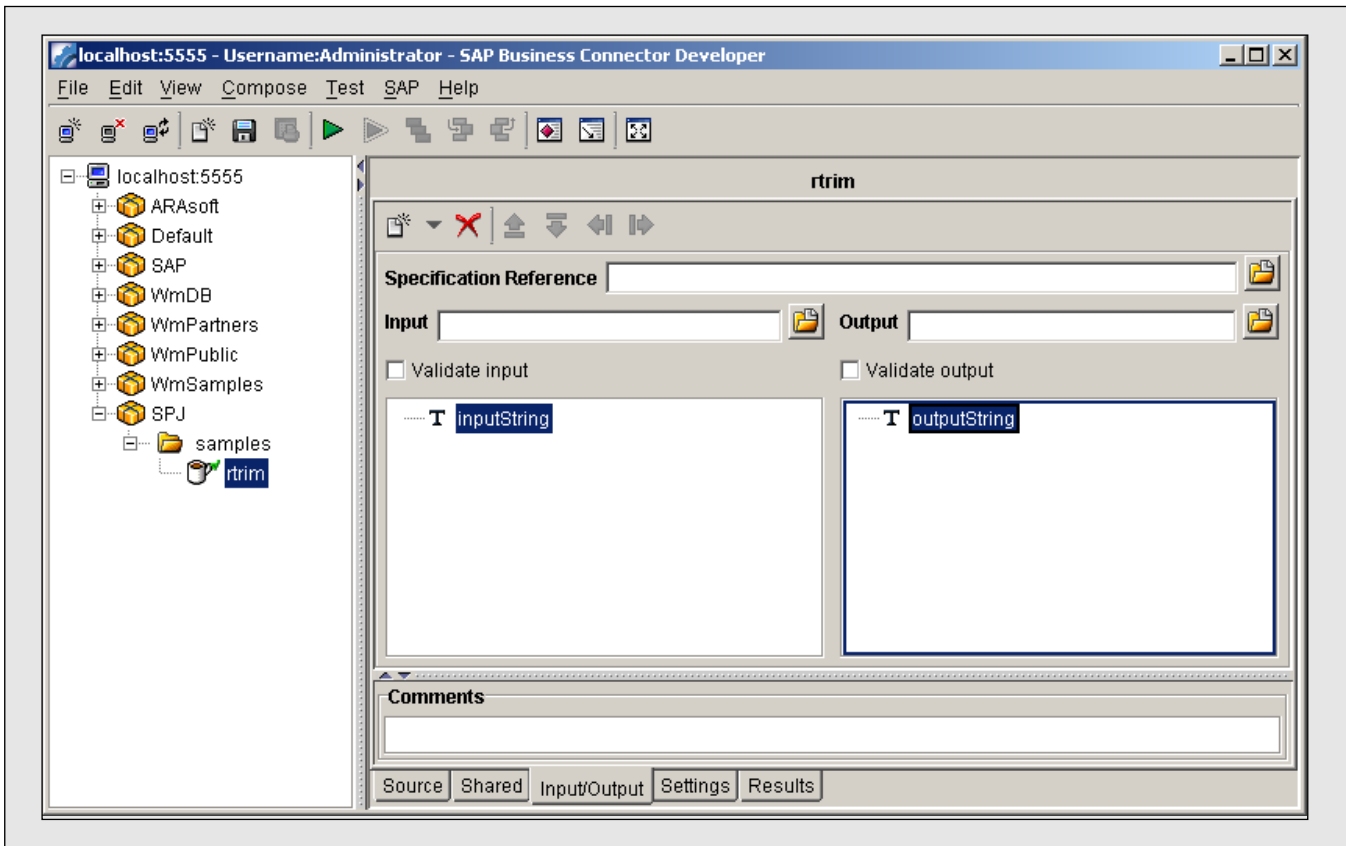 localhost:5555 - Username:Administrator - SAP Business Connector Developer
File Edit View Compose Test SAP Help
localhost:5555
ARAsoft
Default
SAP
WmDB
WmPartners
WmPublic
WmSamples
SPJ
samples
rtrim
rtrim
Specification Reference
Input
Output
Validate input
Validate output
T inputString
T outputString
Comments
Source Shared Input/Output Settings Results